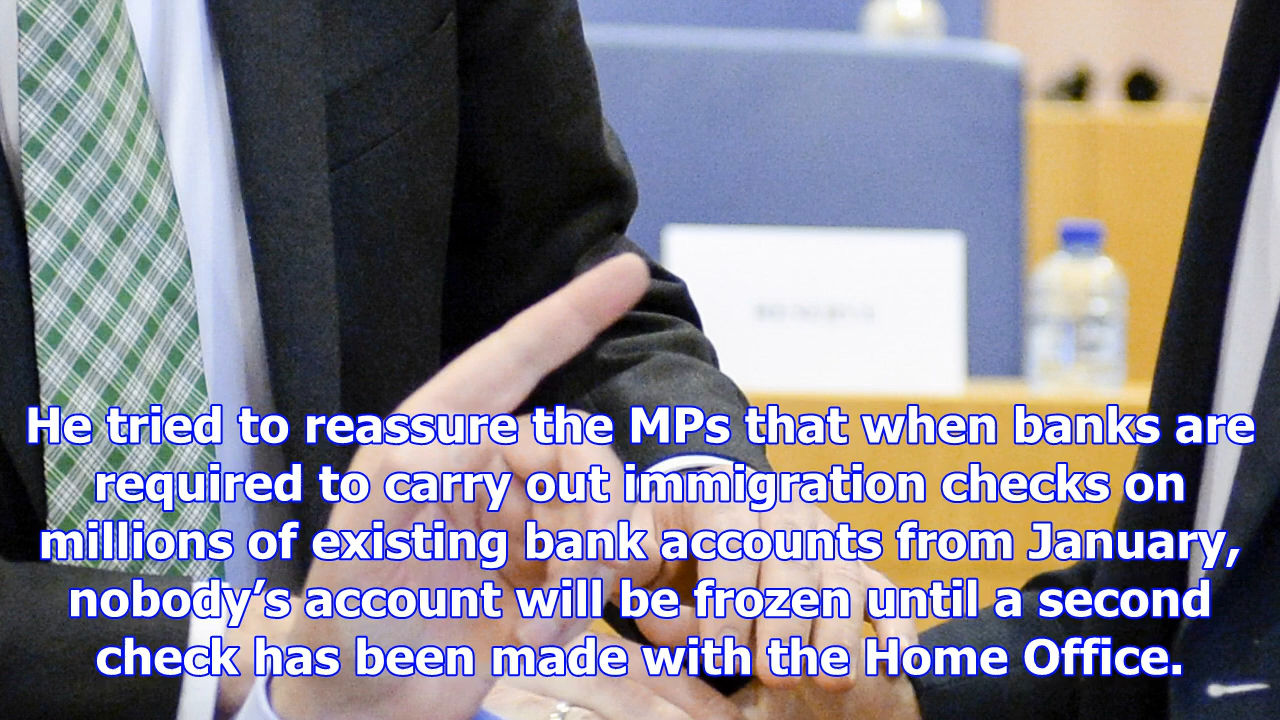 He tried to reassure the MPs that when banks are
required to carry out immigration checks on
millions of existing bank accounts from January,
nobody’s account will be frozen until a second
check has been made with the Home Office.